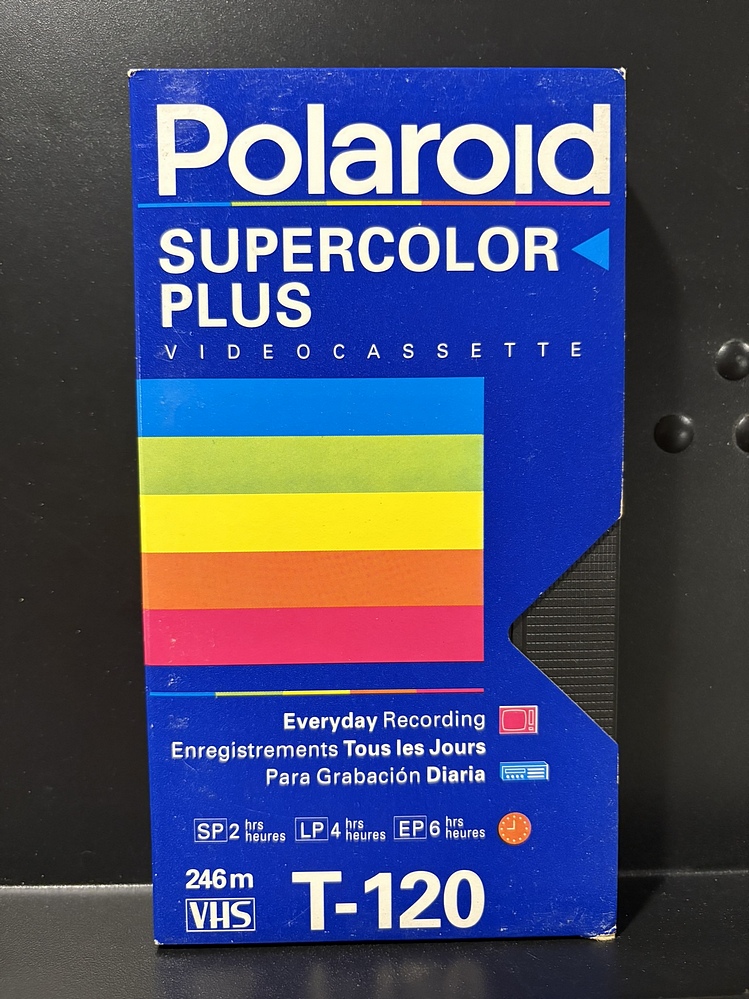 Polaroid
SUPERCOLOR
PLUS
VIDEOCASSETTE
Everyday Recording
Enregistrements Tous les Jours
Para Grabación Diaria
SP 2 hrs heures LP 4 hrs heures EP 6 hrs heures
246 m
VHS T-120